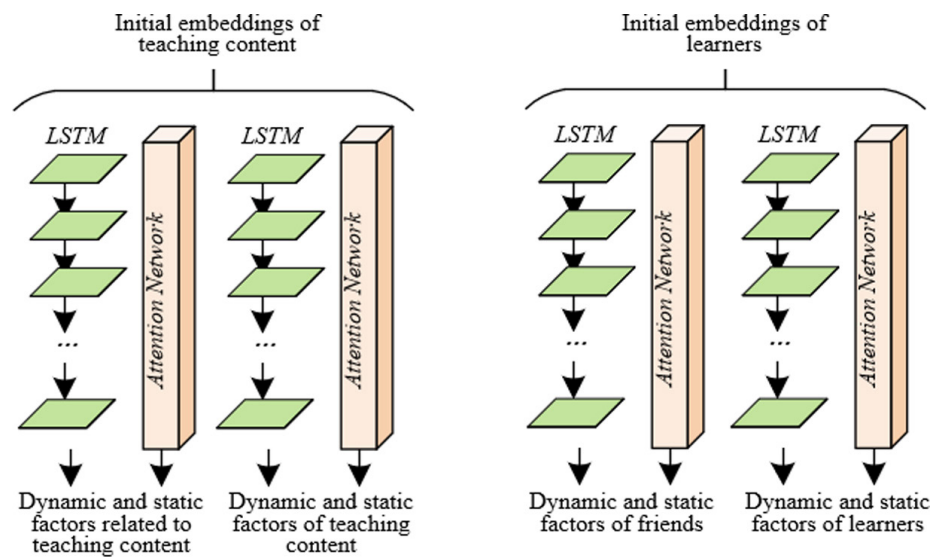 Initial embeddings of
teaching content
Initial embeddings of
learners
LSTM
Attention Network
LSTM
Attention Network
LSTM
Attention Network
LSTM
Attention Network
...
...
...
...
Dynamic and static
factors related to
teaching content
Dynamic and static
factors of teaching
content
Dynamic and static
factors of friends
Dynamic and static
factors of learners